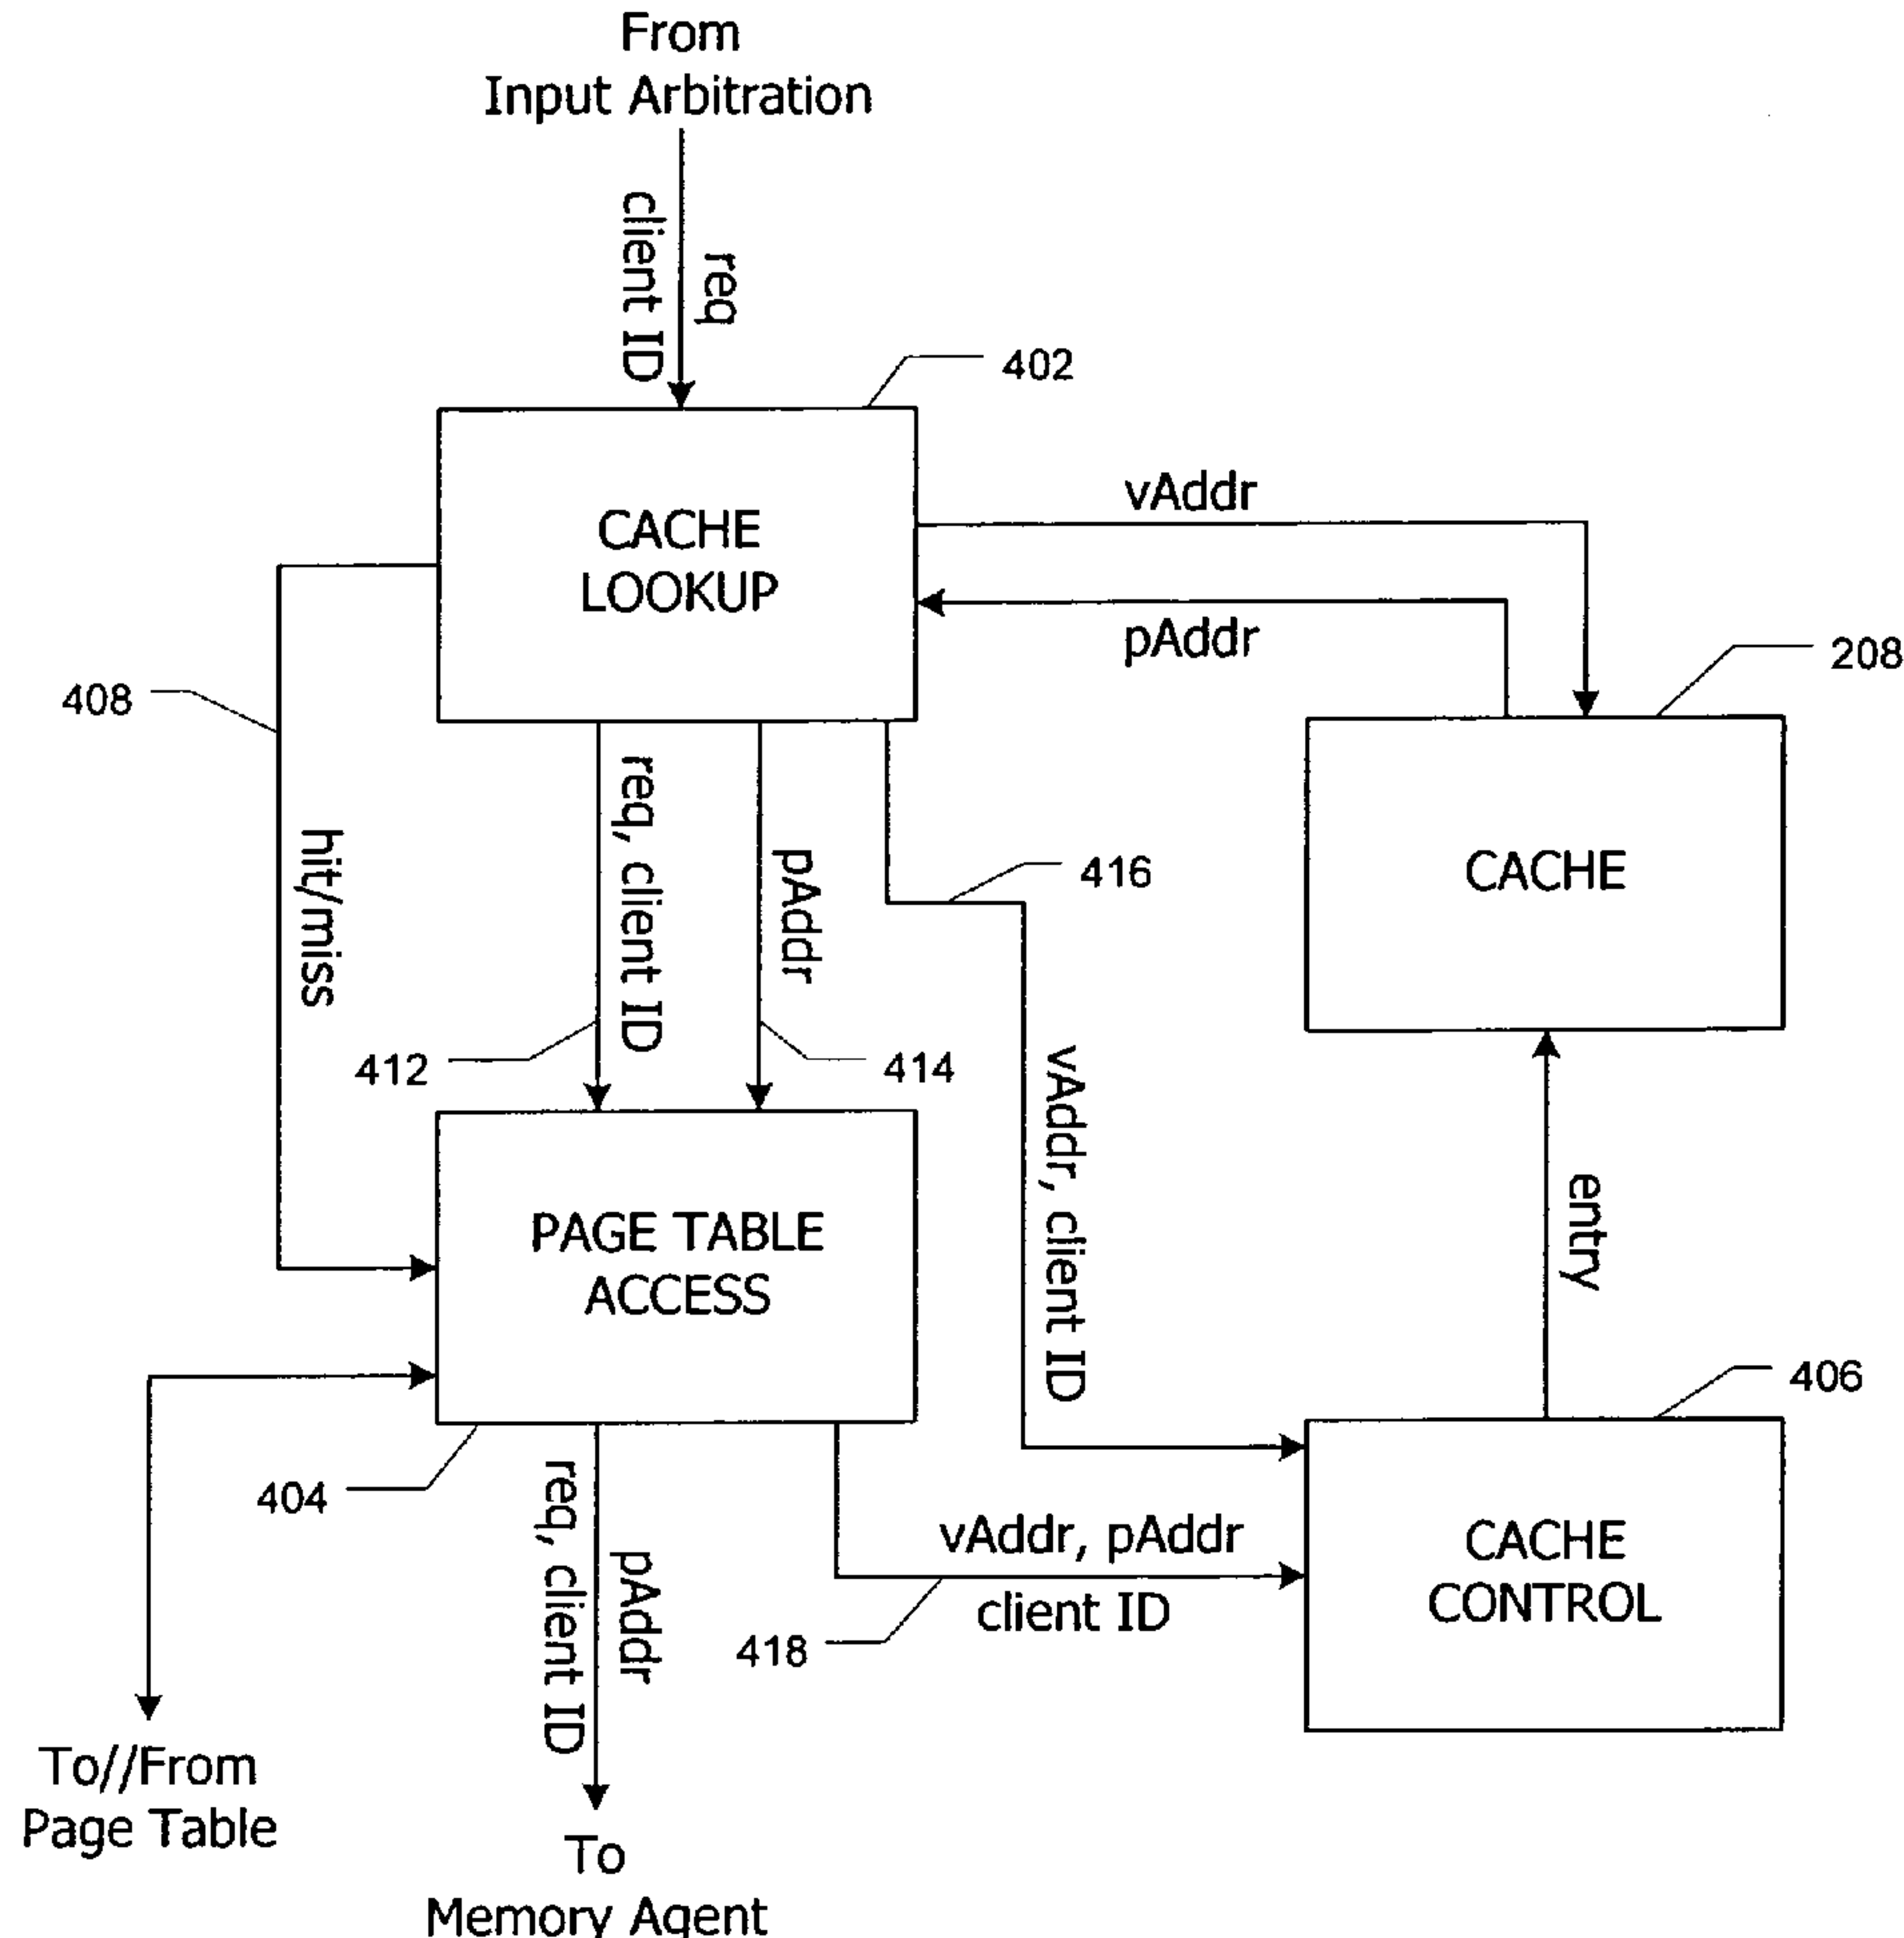 From
Input Arbitration
client ID
req
402
CACHE
LOOKUP
vAddr
pAddr
208
408
hit/miss
req, client ID
pAddr
416
CACHE
412
414
vAddr, client ID
entry
PAGE TABLE
ACCESS
406
404
req, client ID
pAddr
vAddr, pAddr
client ID
418
CACHE
CONTROL
To//From
Page Table
To
Memory Agent